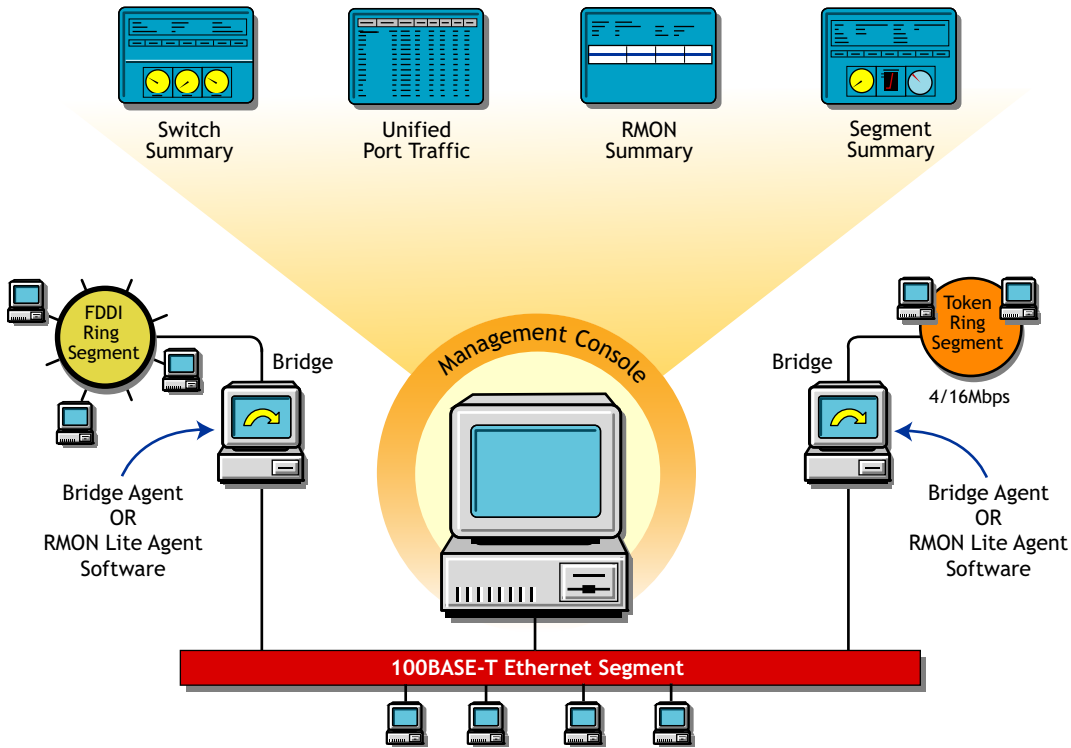 Switch
Summary
Unified
Port Traffic
RMON
Summary
Segment
Summary
FDDI
Ring
Segment
Bridge
Management Console
Bridge
Token
Ring
Segment
4/16Mbps
Bridge Agent
OR
RMON Lite Agent
Software
Bridge Agent
OR
RMON Lite Agent
Software
100BASE-T Ethernet Segment